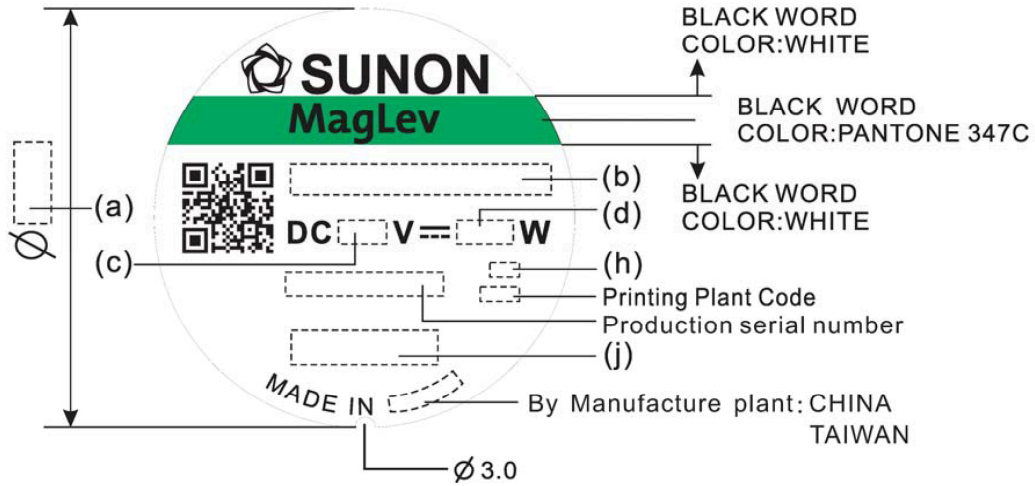 BLACK WORD
COLOR:WHITE
SUNON
MagLev
BLACK WORD
COLOR:PANTONE 347C
(b)
BLACK WORD
COLOR:WHITE
(a)
(d)
DC V W
Ø
(c)
(h)
Printing Plant Code
Production serial number
(j)
MADE IN
By Manufacture plant: CHINA
TAIWAN
Ø 3.0